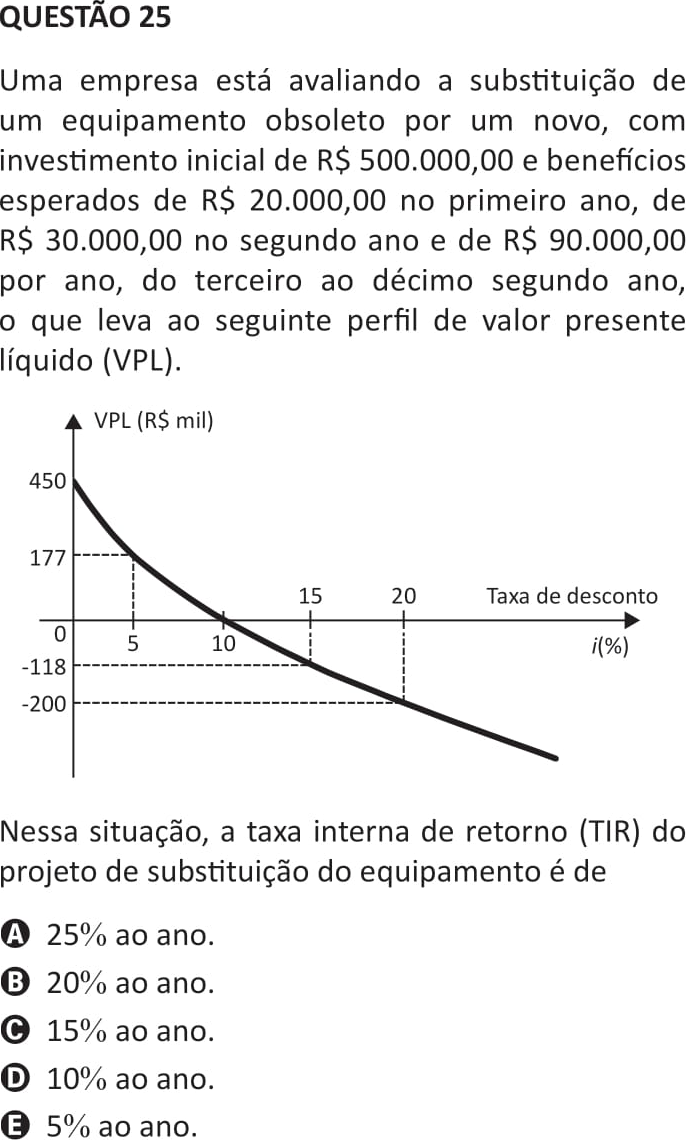 QUESTÃO 25
Uma empresa está avaliando a substituição de
um equipamento obsoleto por um novo, com
investimento inicial de R$ 500.000,00 e benefícios
esperados de R$ 20.000,00 no primeiro ano, de
R$ 30.000,00 no segundo ano e de R$ 90.000,00
por ano, do terceiro ao décimo segundo ano,
o que leva ao seguinte perfil de valor presente
líquido (VPL).
VPL (R$ mil)
450
177
15 20 Taxa de desconto
0 5 10 i(%)
-118
-200
Nessa situação, a taxa interna de retorno (TIR) do
projeto de substituição do equipamento é de
A 25% ao ano.
B 20% ao ano.
C 15% ao ano.
D 10% ao ano.
E 5% ao ano.